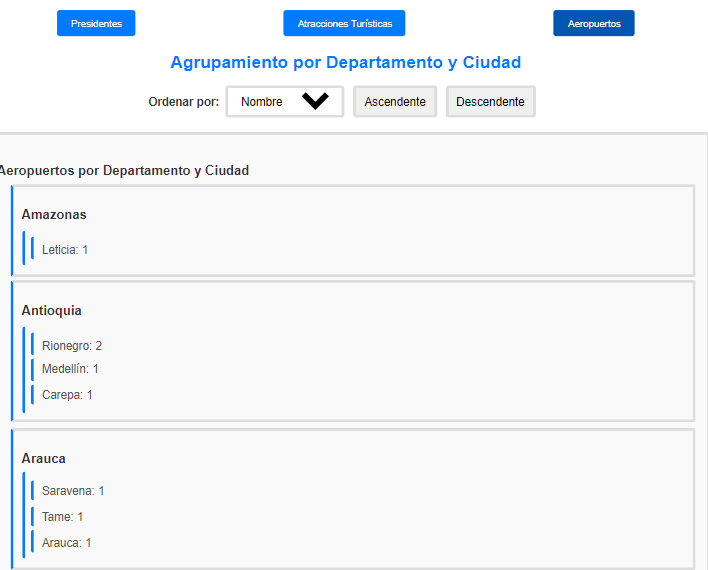 Presidentes Atracciones Turísticas Aeropuertos
Agrupamiento por Departamento y Ciudad
Ordenar por: Nombre Ascendente Descendente
Aeropuertos por Departamento y Ciudad
Amazonas
Leticia: 1
Antioquia
Rionegro: 2
Medellín: 1
Carepa: 1
Arauca
Saravena: 1
Tame: 1
Arauca: 1